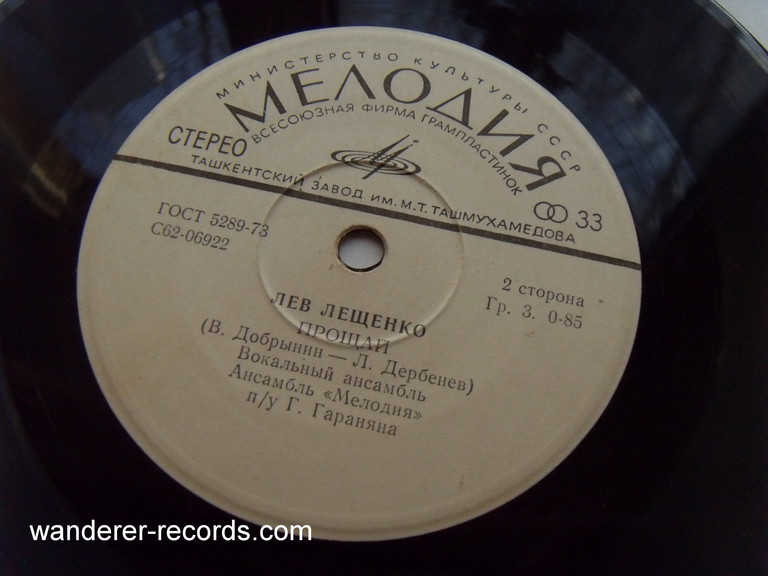 МИНИСТЕРСТВО КУЛЬТУРЫ СССР
МЕЛОДИЯ
ВСЕСОЮЗНАЯ ФИРМА ГРАМПЛАСТИНОК
СТЕРЕО
ТАШКЕНТСКИЙ ЗАВОД ИМ. М.Т. ТАШМУХАМЕДОВА
33
ГОСТ 5289-73
С62-06922
2 сторона
Гр. 3. 0-85
ЛЕВ ЛЕЩЕНКО
ПРОЩАЙ
(В. Добрынин — Л. Дербенев)
Вокальный ансамбль
Ансамбль «Мелодия»
п/у Г. Гараняна
wanderer-records.com